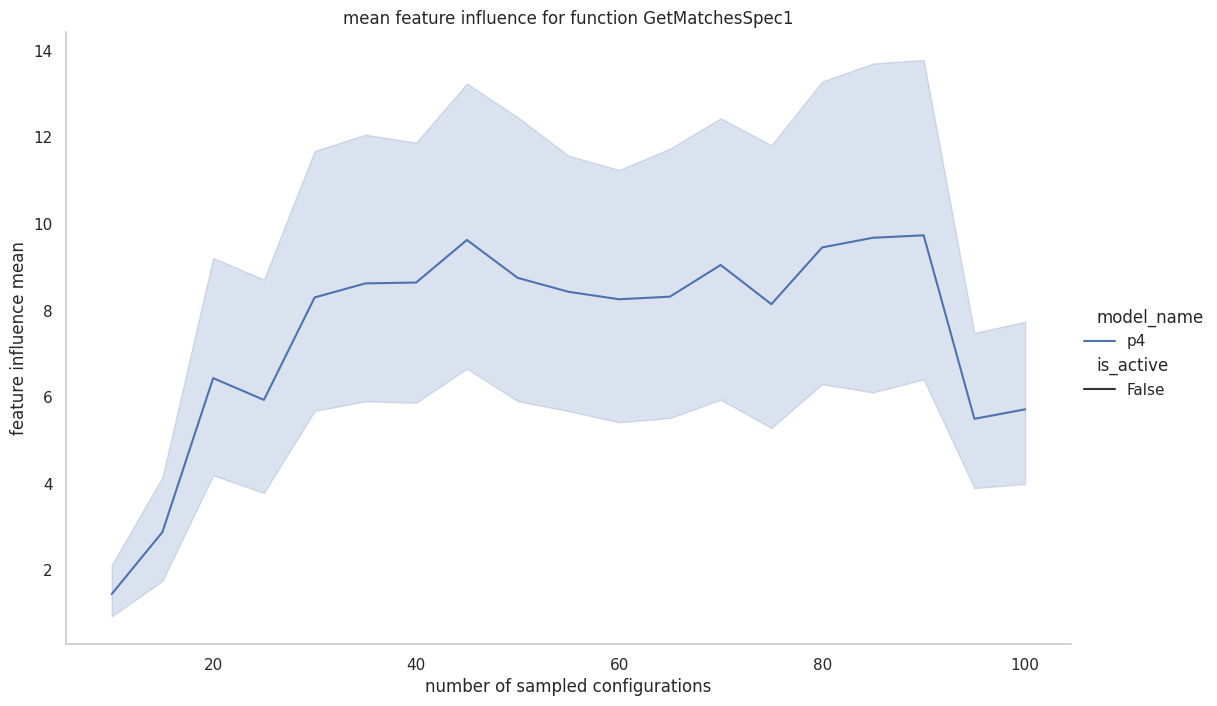 mean feature influence for function GetMatchesSpec1
14
12
10
8
6
4
2
feature influence mean
20 40 60 80 100
number of sampled configurations
model_name
p4
is_active
False